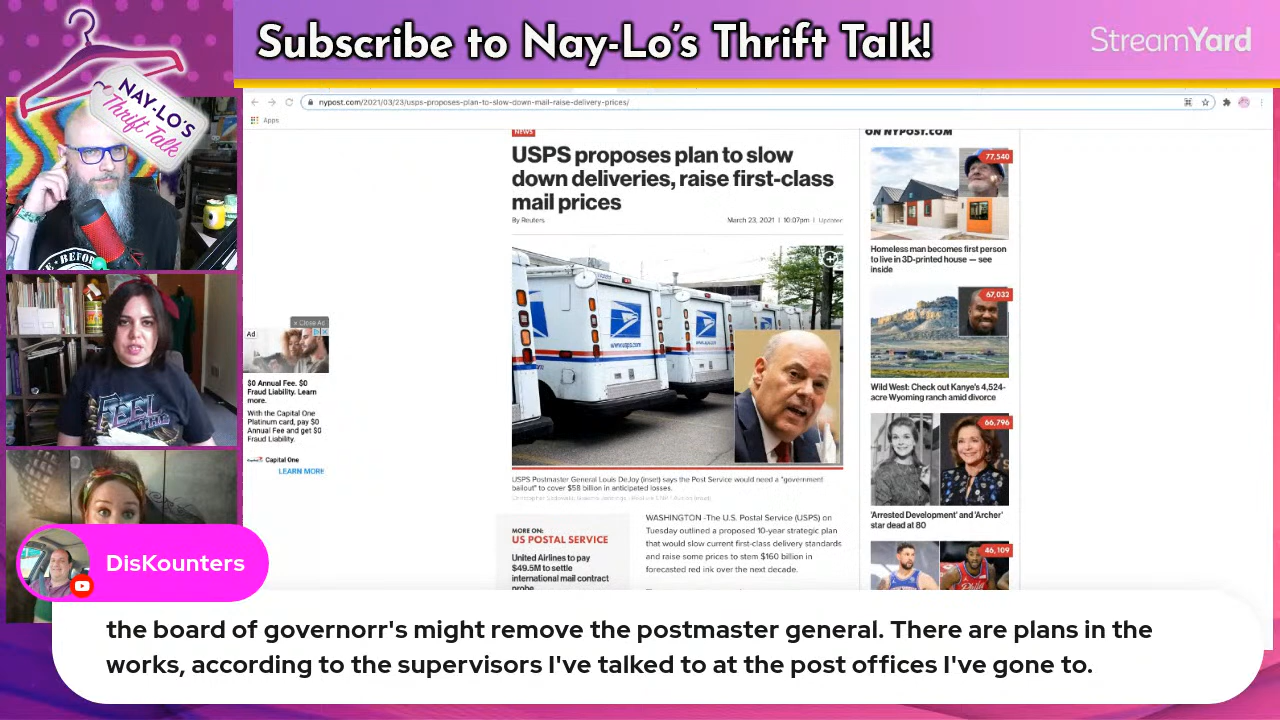 Subscribe to Nay-Lo's Thrift Talk!
StreamYard
NAY-LO'S
Thrift Talk
nypost.com/2021/03/23/usps-proposes-plan-to-slow-down-mail-raise-delivery-prices/
Apps
NEWS
USPS proposes plan to slow
down deliveries, raise first-class
mail prices
By Reuters
March 23, 2021 | 10:07pm | Updated
USPS Postmaster General Louis DeJoy (inset) says the Post Service would need a "government
bailout" to cover $58 billion in anticipated losses.
MORE ON:
US POSTAL SERVICE
United Airlines to pay
$49.5M to settle
international mail contract
probe
WASHINGTON -The U.S. Postal Service (USPS) on
Tuesday outlined a proposed 10-year strategic plan
that would slow current first-class delivery standards
and raise some prices to stem $160 billion in
forecasted red ink over the next decade.
ON NYPOST.COM
77,540
Homeless man becomes first person
to live in 3D-printed house — see
inside
67,032
Wild West: Check out Kanye's 4,524-
acre Wyoming ranch amid divorce
66,796
'Arrested Development' and 'Archer'
star dead at 80
46,109
x Close Ad
Ad
$0 Annual Fee. $0
Fraud Liability. Learn
more.
With the Capital One
Platinum card, pay $0
Annual Fee and get $0
Fraud Liability.
Capital One
LEARN MORE
DisKounters
the board of governorr's might remove the postmaster general. There are plans in the
works, according to the supervisors I've talked to at the post offices I've gone to.